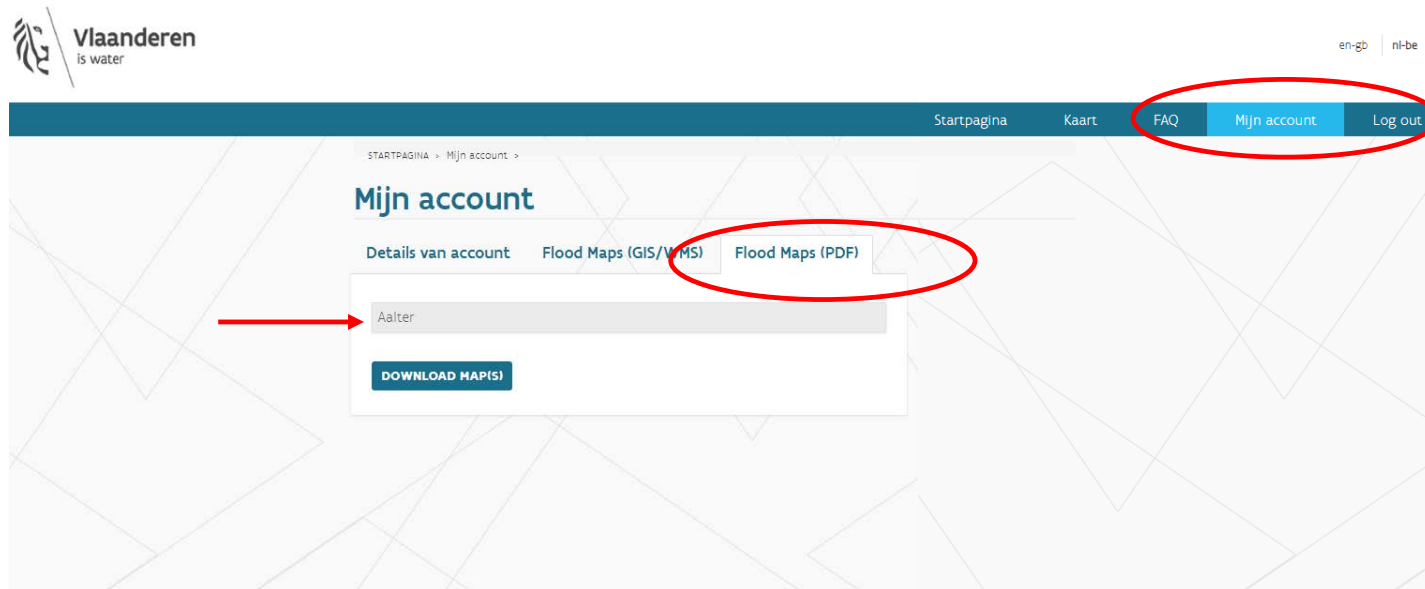 Vlaanderen
is water
en-gb nl-be
Startpagina Kaart FAQ Mijn account Log out
STARTPAGINA > Mijn account >
Mijn account
Details van account Flood Maps (GIS/WMS) Flood Maps (PDF)
Aalter
DOWNLOAD MAP(S)